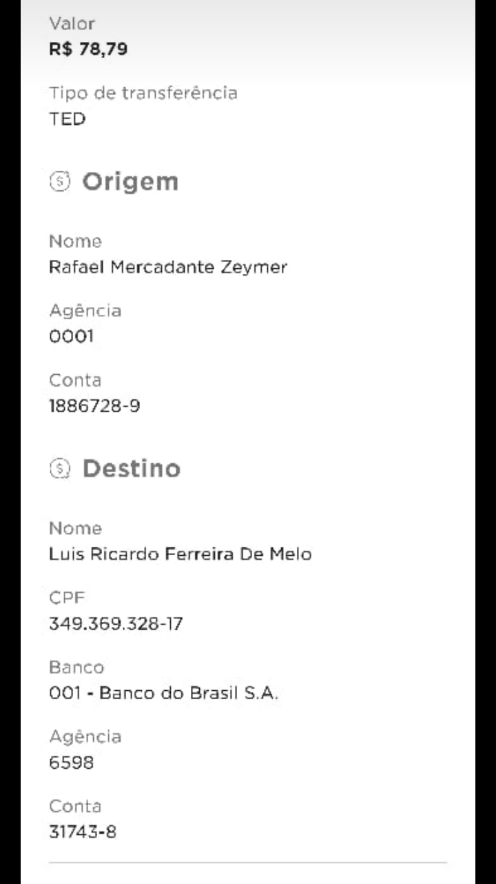 Valor
R$ 78,79
Tipo de transferência
TED
Origem
Nome
Rafael Mercadante Zeymer
Agência
0001
Conta
1886728-9
Destino
Nome
Luis Ricardo Ferreira De Melo
CPF
349.369.328-17
Banco
001 - Banco do Brasil S.A.
Agência
6598
Conta
31743-8